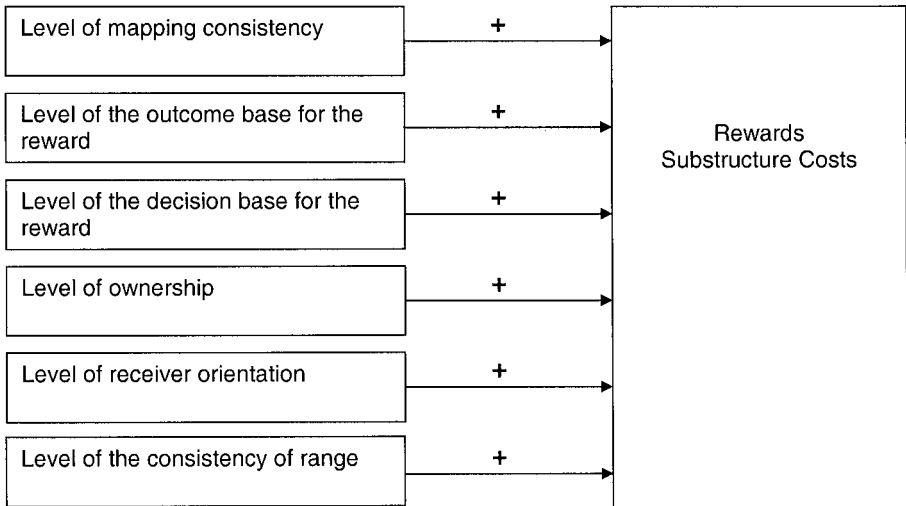 Level of mapping consistency
+
Level of the outcome base for the
reward
+
Level of the decision base for the
reward
+
Level of ownership
+
Level of receiver orientation
+
Level of the consistency of range
+
Rewards
Substructure Costs